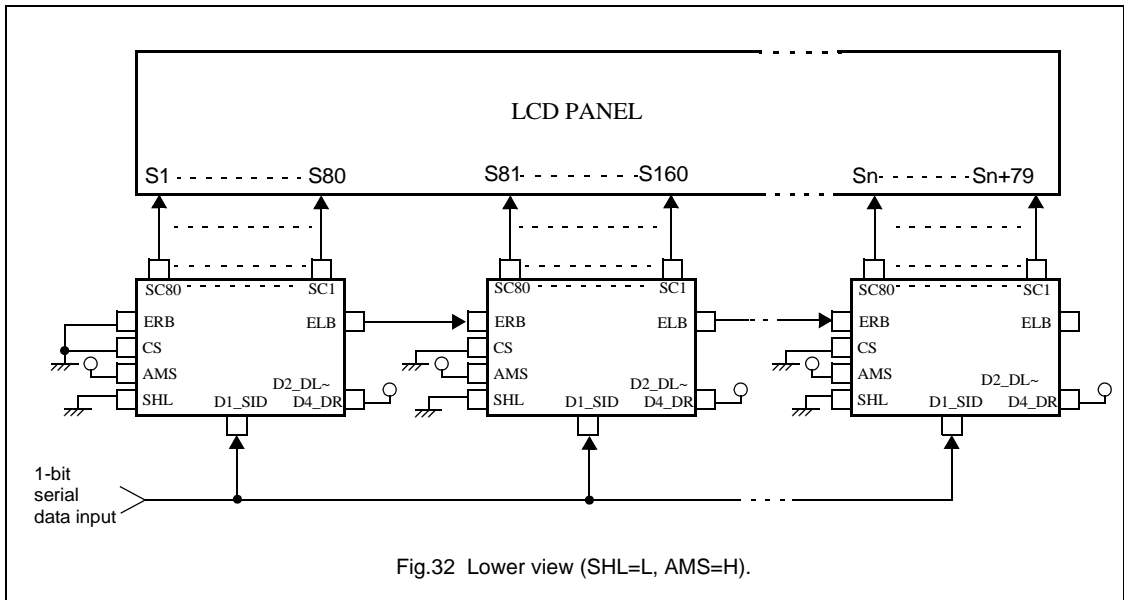 LCD PANEL
S1 - - - - - - - - - S80
S81 - - - - - - - - - S160
Sn - - - - - - - Sn+79
SC80 - - - - - - - - - SC1
ERB
ELB
CS
AMS
D2_DL~
SHL
D1_SID
D4_DR
SC80 - - - - - - - - - SC1
ERB
ELB
CS
AMS
D2_DL~
SHL
D1_SID
D4_DR
SC80 - - - - - - - - - SC1
ERB
ELB
CS
AMS
D2_DL~
SHL
D1_SID
D4_DR
1-bit
serial
data input
Fig.32 Lower view (SHL=L, AMS=H).